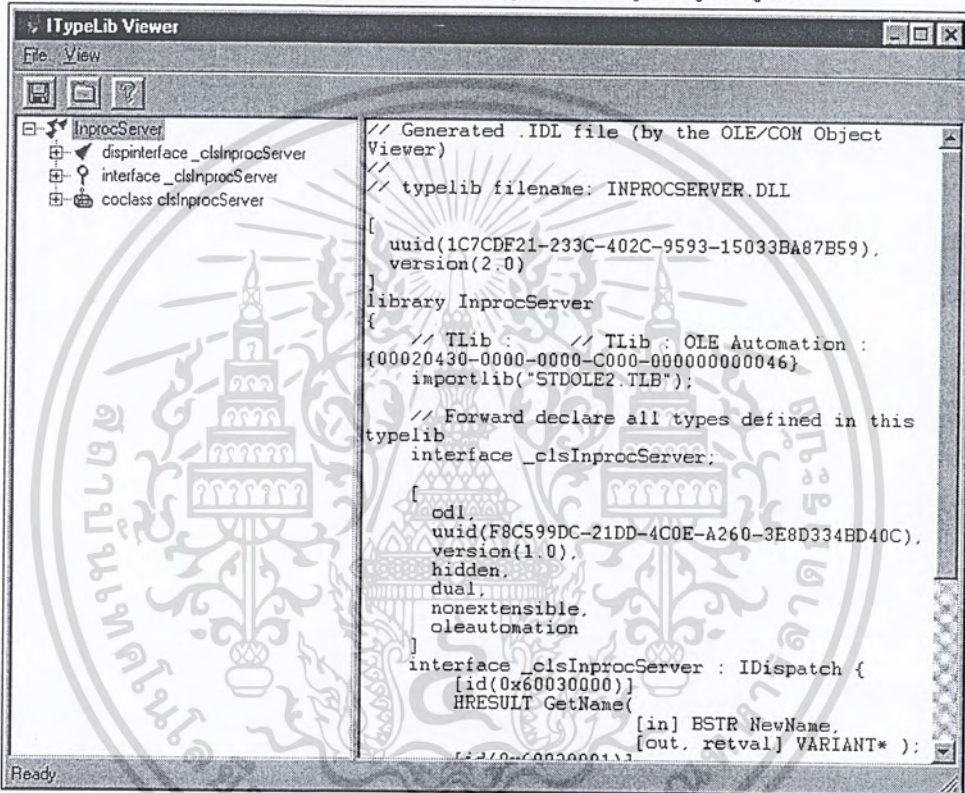 ITypeLib Viewer
File View
InprocServer
dispinterface _clsInprocServer
interface _clsInprocServer
coclass clsInprocServer
// Generated .IDL file (by the OLE/COM Object
Viewer)
//
// typelib filename: INPROCSERVER.DLL
[
uuid(1C7CDF21-233C-402C-9593-15033BA87B59),
version(2.0)
]
library InprocServer
{
// TLib :     // TLib : OLE Automation :
{00020430-0000-0000-C000-000000000046}
importlib("STDOLE2.TLB");
// Forward declare all types defined in this
typelib
interface _clsInprocServer;
[
odl,
uuid(F8C599DC-21DD-4C0E-A260-3E8D334BD40C),
version(1.0),
hidden,
dual,
nonextensible,
oleautomation
]
interface _clsInprocServer : IDispatch {
[id(0x60030000)]
HRESULT GetName(
[in] BSTR NewName,
[out, retval] VARIANT* );
Ready